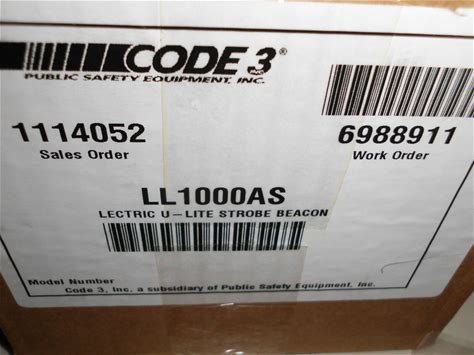 CODE 3®
INC
PUBLIC SAFETY EQUIPMENT, INC.
1114052
Sales Order
6988911
Work Order
LL1000AS
LECTRIC U-LITE STROBE BEACON
Model Number
Code 3, Inc. a subsidiary of Public Safety Equipment, Inc.